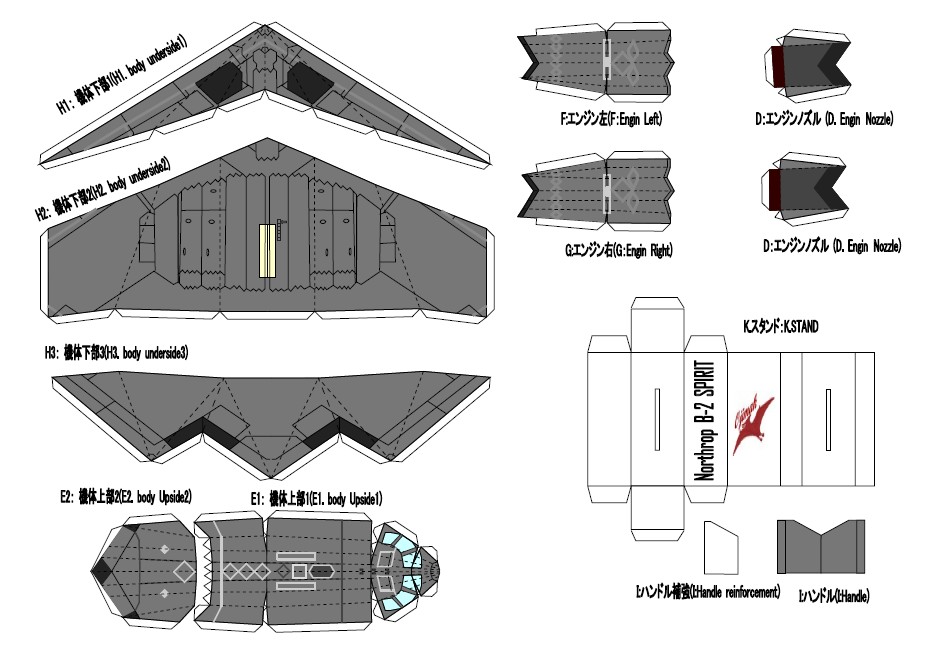 H1: 機体下部1(H1. body underside1)
F:エンジン左(F:Engin Left)
D:エンジンノズル (D. Engin Nozzle)
H2: 機体下部2(H2. body underside2)
G:エンジン右(G:Engin Right)
D:エンジンノズル (D. Engin Nozzle)
K.スタンド:K.STAND
H3: 機体下部3(H3. body underside3)
Northrop B-2 SPIRIT
E2: 機体上部2(E2. body Upside2)
E1: 機体上部1(E1. body Upside1)
I:ハンドル補強(I:Handle reinforcement)
I:ハンドル(I:Handle)